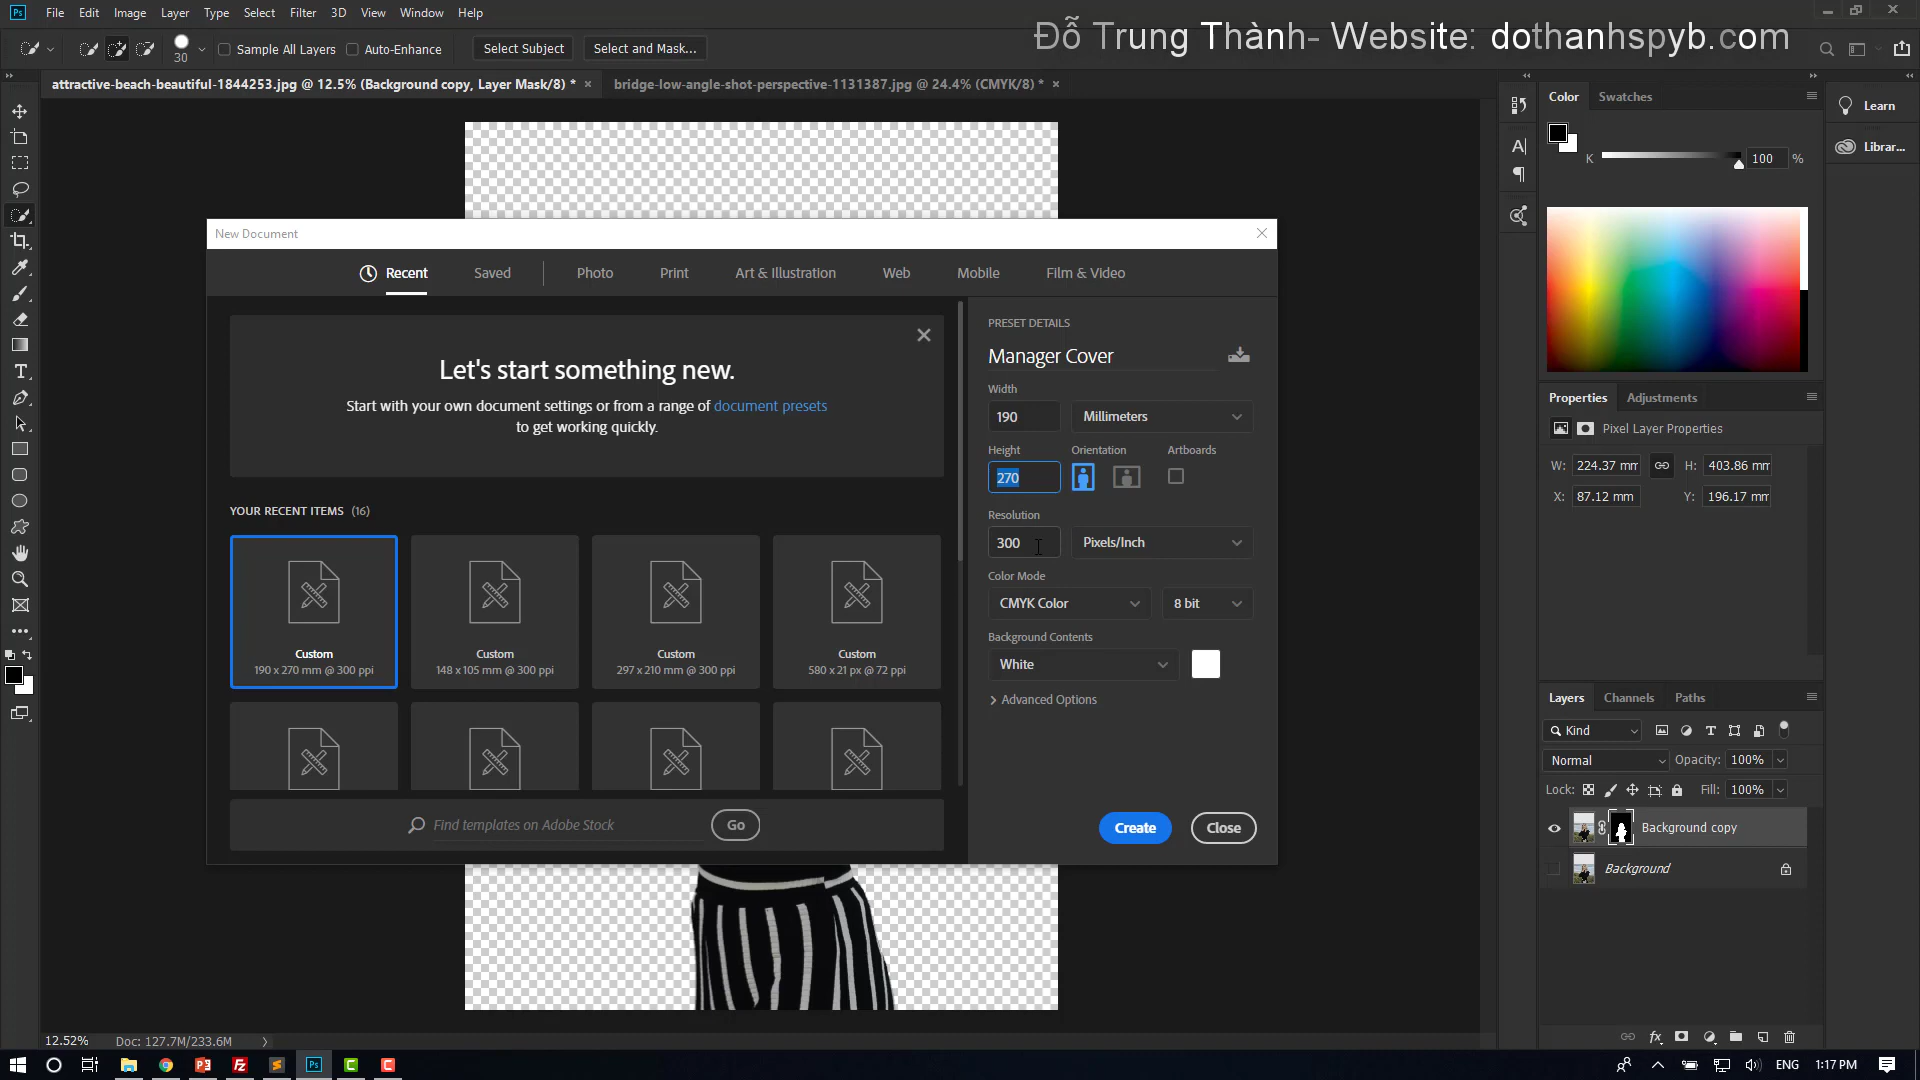 Ps File Edit Image Layer Type Select Filter 3D View Window Help
Đỗ Trung Thành- Website: dothanhspyb.com
30 Sample All Layers Auto-Enhance Select Subject Select and Mask...
attractive-beach-beautiful-1844253.jpg @ 12.5% (Background copy, Layer Mask/8) * × bridge-low-angle-shot-perspective-1131387.jpg @ 24.4% (CMYK/8) * ×
Color Swatches
Learn
Librar...
K 100 %
New Document
Recent Saved Photo Print Art & Illustration Web Mobile Film & Video
Let's start something new.
Start with your own document settings or from a range of document presets
to get working quickly.
YOUR RECENT ITEMS (16)
Custom
190 x 270 mm @ 300 ppi
Custom
148 x 105 mm @ 300 ppi
Custom
297 x 210 mm @ 300 ppi
Custom
580 x 21 px @ 72 ppi
Find templates on Adobe Stock Go
PRESET DETAILS
Manager Cover
Width
190 Millimeters
Height Orientation Artboards
270
Resolution
300 Pixels/Inch
Color Mode
CMYK Color 8 bit
Background Contents
White
Advanced Options
Create Close
Properties Adjustments
Pixel Layer Properties
W: 224.37 mm H: 403.86 mm
X: 87.12 mm Y: 196.17 mm
Layers Channels Paths
Kind
Normal Opacity: 100%
Lock: Fill: 100%
Background copy
Background
12.52% Doc: 127.7M/233.6M
ENG 1:17 PM